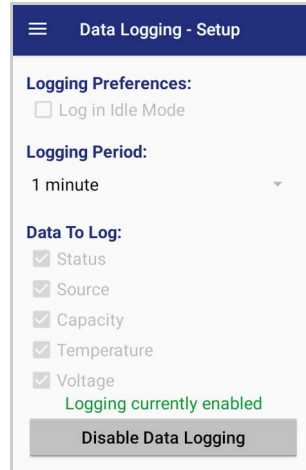 Data Logging - Setup
Logging Preferences:
Log in Idle Mode
Logging Period:
1 minute
Data To Log:
Status
Source
Capacity
Temperature
Voltage
Logging currently enabled
Disable Data Logging